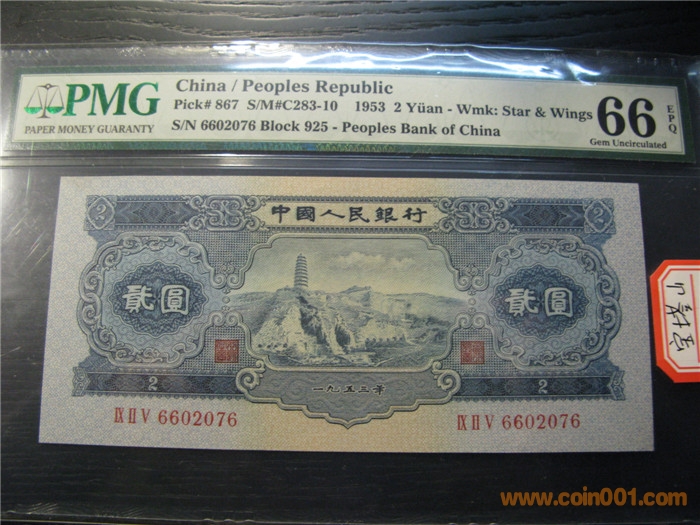 PMG
PAPER MONEY GUARANTY
China / Peoples Republic
Pick# 867 S/M#C283-10 1953 2 Yüan - Wmk: Star & Wings
S/N 6602076 Block 925 - Peoples Bank of China
66 EPQ
Gem Uncirculated
2
2
中國人民銀行
貳圓
貳圓
2
2
一九五三年
IX II V 6602076
IX II V 6602076
www.coin001.com